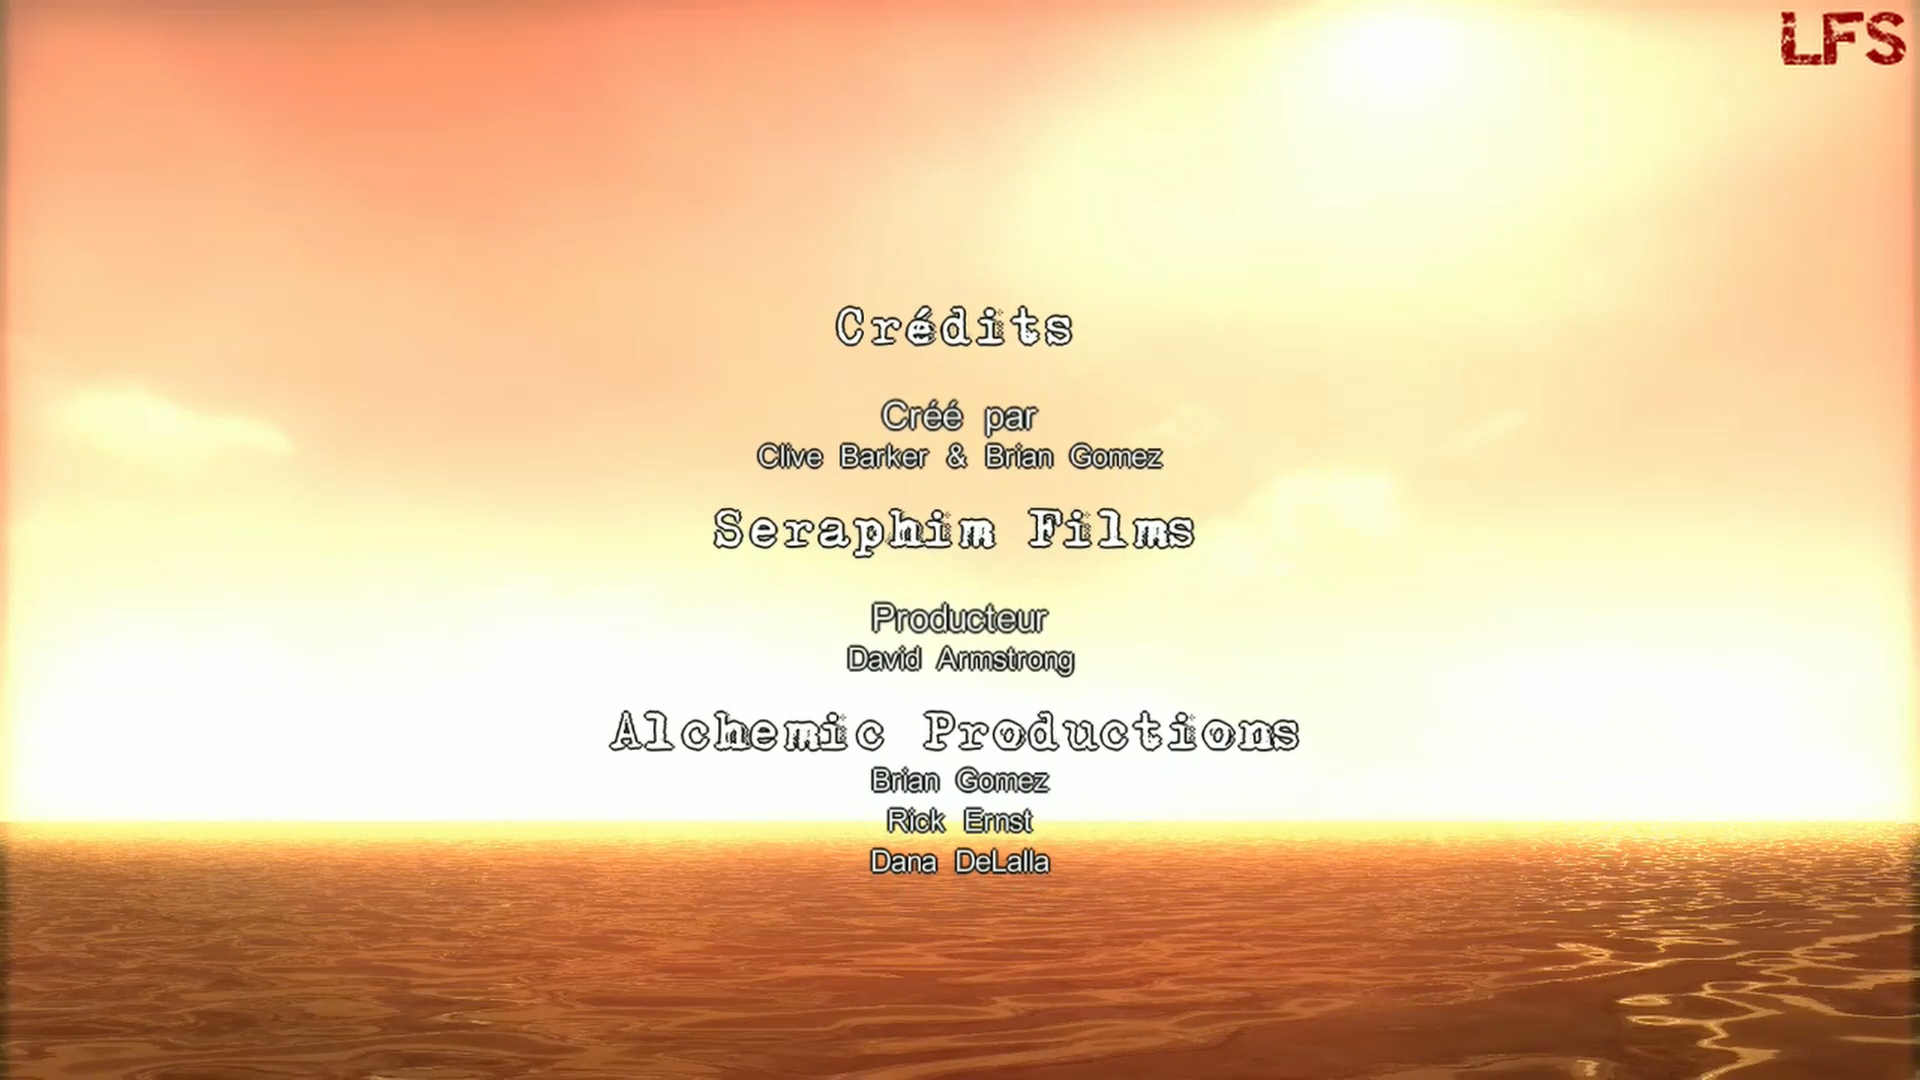 LFS
Crédits
Créé par
Clive Barker & Brian Gomez
Seraphim Films
Producteur
David Armstrong
Alchemic Productions
Brian Gomez
Rick Ernst
Dana DeLalla